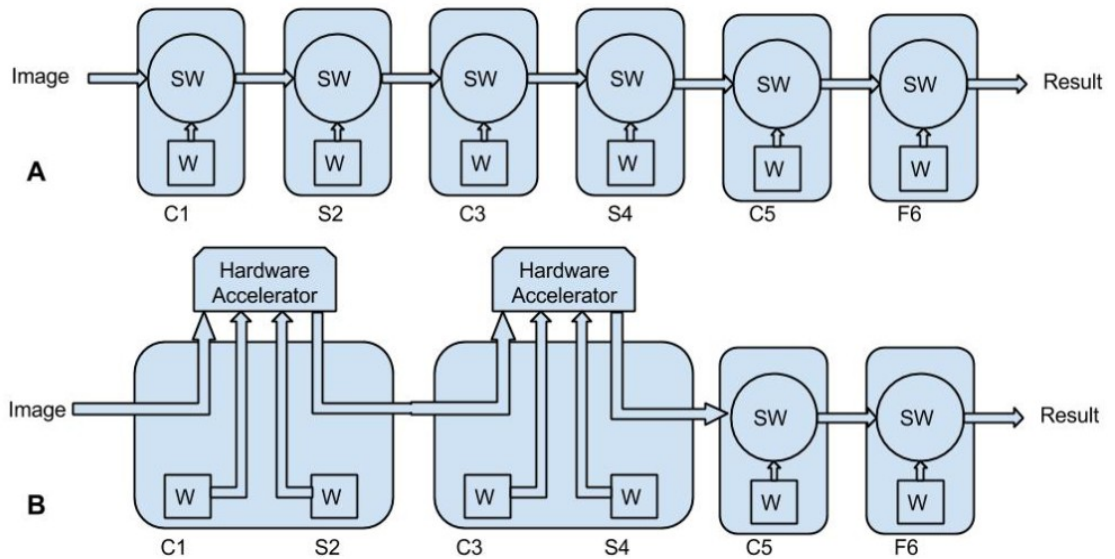 Image
SW SW SW SW SW SW
Result
W W W W W W
A
C1 S2 C3 S4 C5 F6
Hardware
Accelerator
Hardware
Accelerator
Image
SW SW
Result
W W W W W W
B
C1 S2 C3 S4 C5 F6